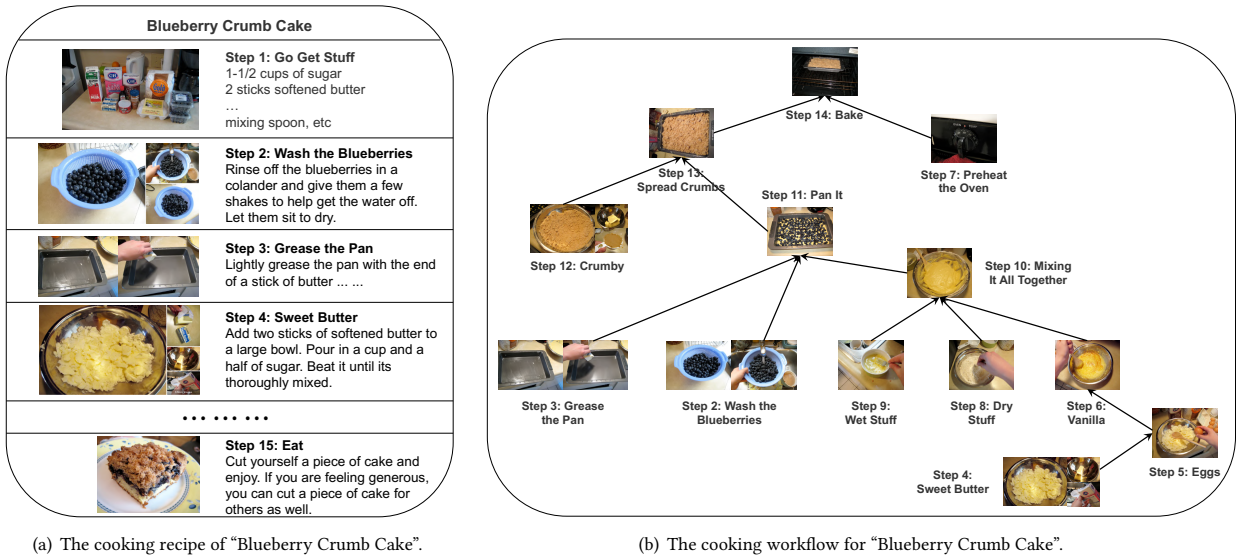 Blueberry Crumb Cake
Step 1: Go Get Stuff
1-1/2 cups of sugar
2 sticks softened butter
…
mixing spoon, etc
Step 2: Wash the Blueberries
Rinse off the blueberries in a
colander and give them a few
shakes to help get the water off.
Let them sit to dry.
Step 3: Grease the Pan
Lightly grease the pan with the end
of a stick of butter ... ...
Step 4: Sweet Butter
Add two sticks of softened butter to
a large bowl. Pour in a cup and a
half of sugar. Beat it until its
thoroughly mixed.
… … …
Step 15: Eat
Cut yourself a piece of cake and
enjoy. If you are feeling generous,
you can cut a piece of cake for
others as well.
(a) The cooking recipe of “Blueberry Crumb Cake”.
Step 14: Bake
Step 13:
Spread Crumbs
Step 7: Preheat
the Oven
Step 11: Pan It
Step 12: Crumby
Step 10: Mixing
It All Together
Step 3: Grease
the Pan
Step 2: Wash the
Blueberries
Step 9:
Wet Stuff
Step 8: Dry
Stuff
Step 6:
Vanilla
Step 4:
Sweet Butter
Step 5: Eggs
(b) The cooking workflow for “Blueberry Crumb Cake”.